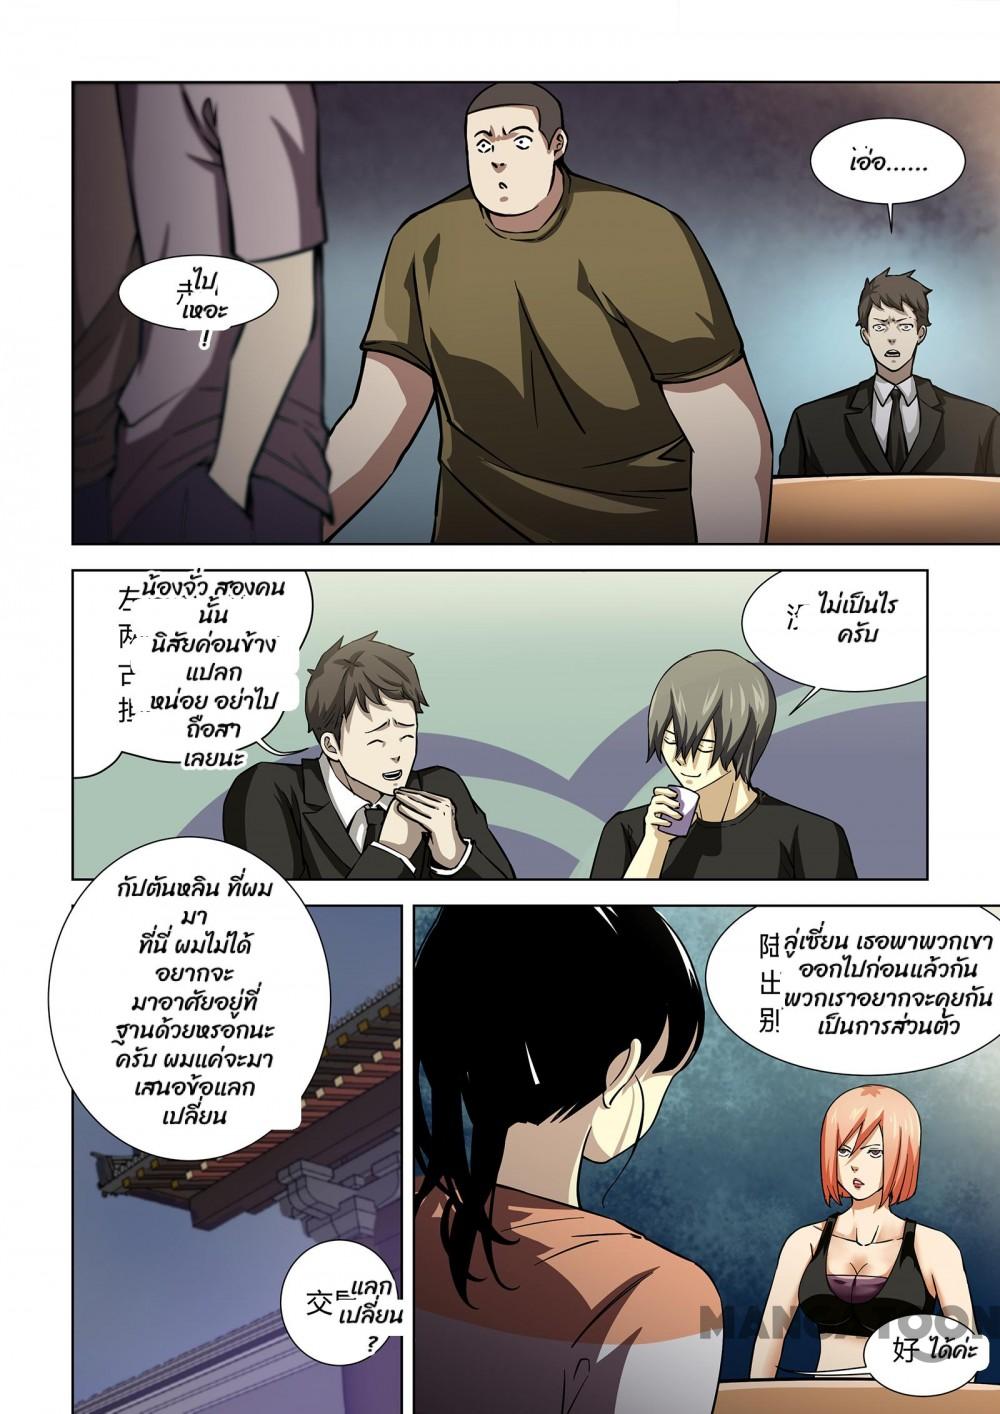 เอ่อ......
ไป
เหอะ
!
น้องจั่ว สองคน
นั้น
นิสัยค่อนข้าง
แปลก
หน่อย อย่าไป
ถือสา
เลยนะ
ไม่เป็นไร
ครับ
กัปตันหลิน ที่ผม
มา
ที่นี่ ผมไม่ได้
อยากจะ
มาอาศัยอยู่ที่
ฐานด้วยหรอกนะ
ครับ ผมแค่จะมา
เสนอข้อแลก
เปลี่ยน
陆
出
别
ลู่เซี่ยน เธอพาพวกเขา
ออกไปก่อนแล้วกัน
พวกเราอยากจะคุยกัน
เป็นการส่วนตัว
交
แลก
เปลี่ยน
?
MANGATOON
好 ได้ค่ะ